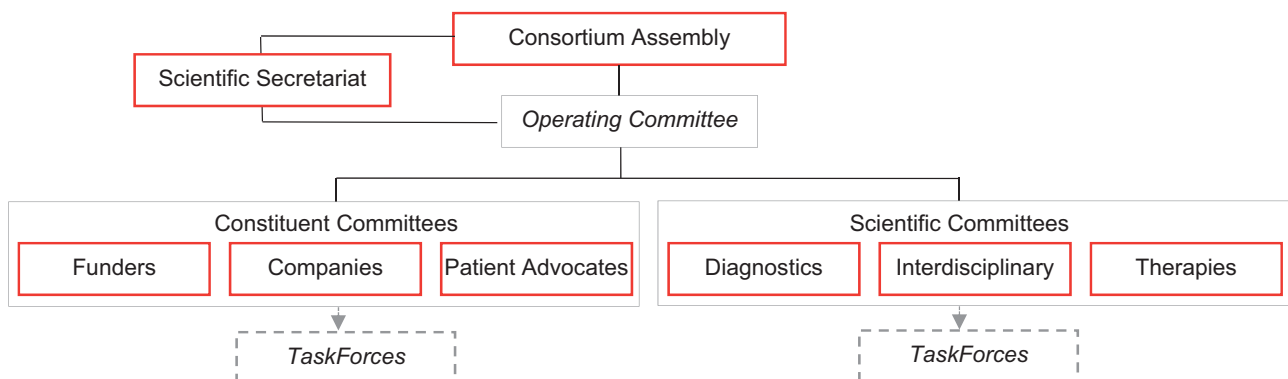 Consortium Assembly
Scientific Secretariat
Operating Committee
Constituent Committees
Funders
Companies
Patient Advocates
Scientific Committees
Diagnostics
Interdisciplinary
Therapies
TaskForces
TaskForces